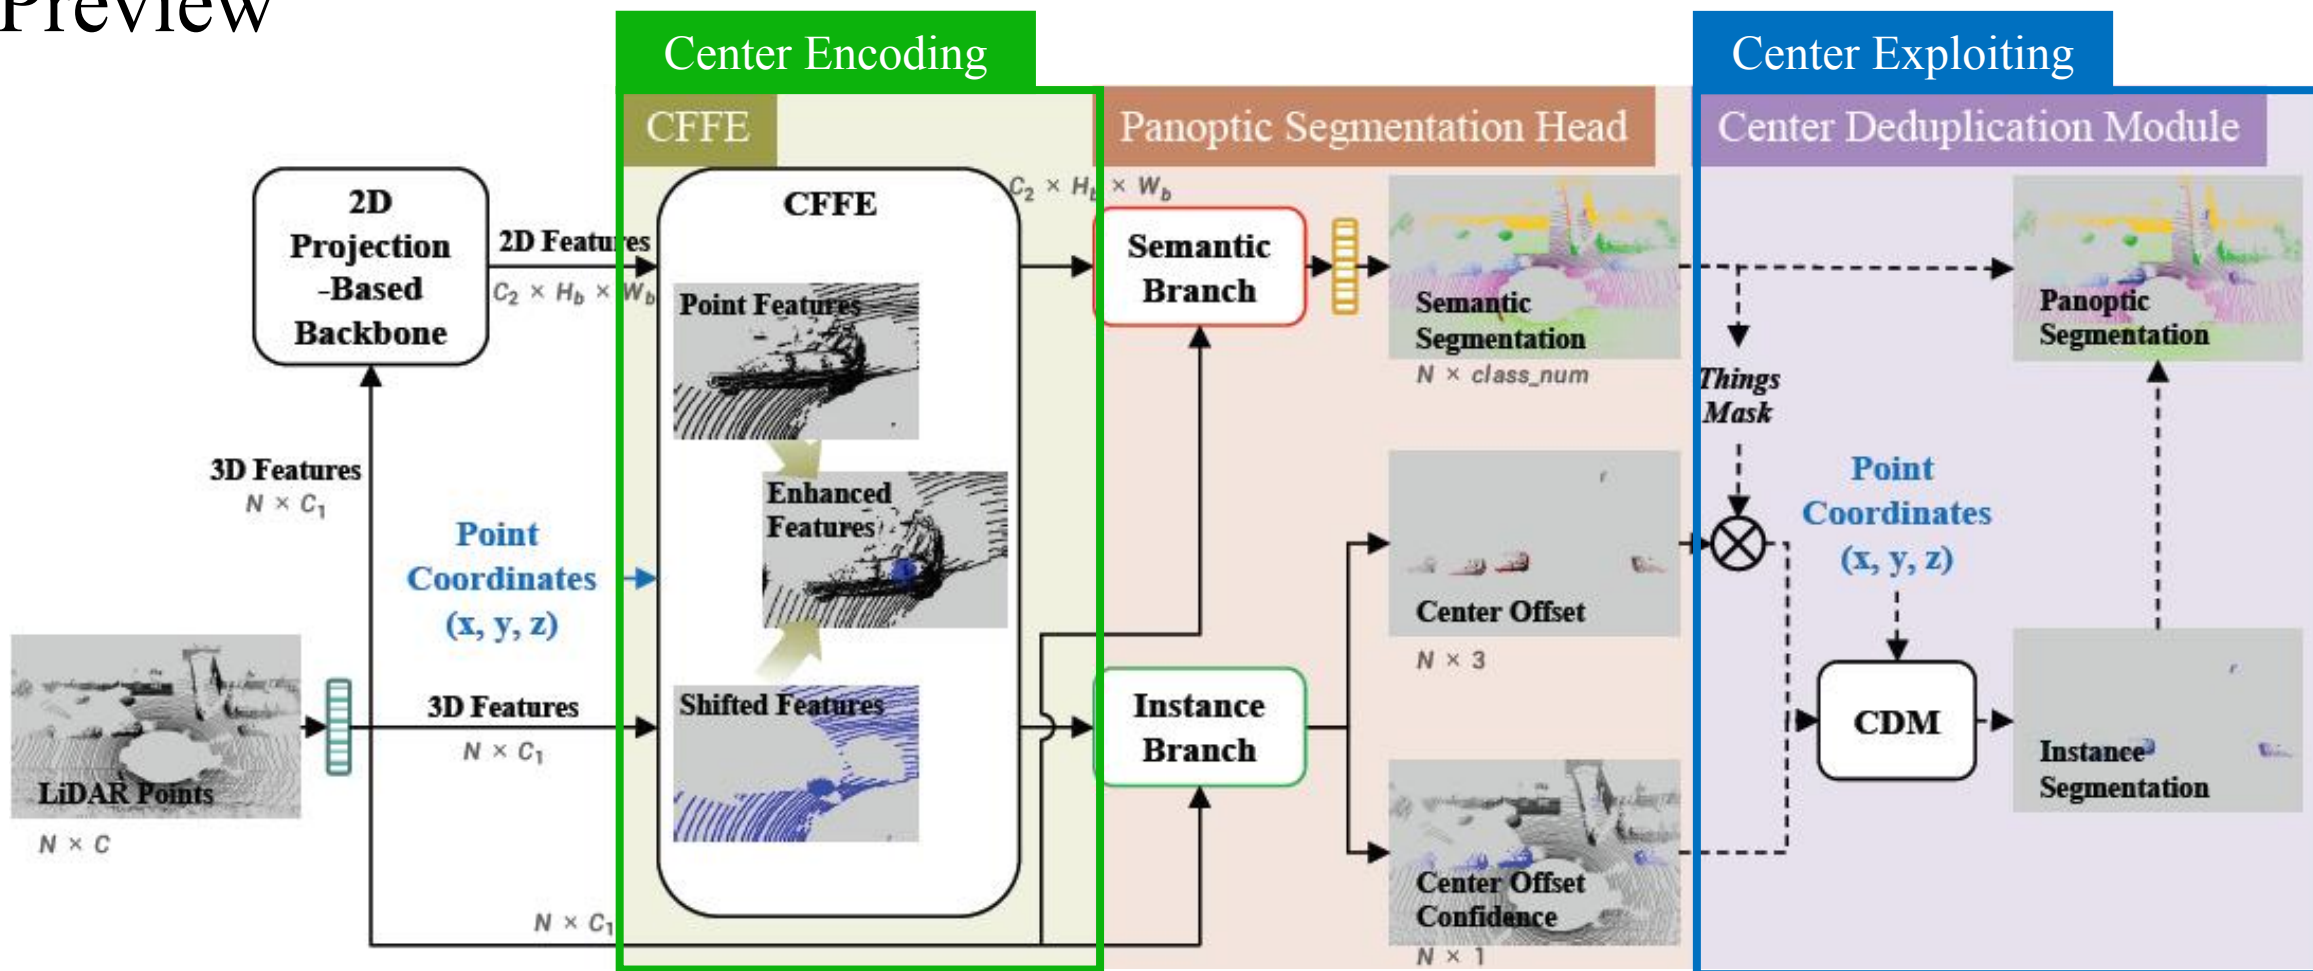 Preview
Center Encoding
Center Exploiting
CFFE
Panoptic Segmentation Head
Center Deduplication Module
2D
Projection
-Based
Backbone
2D Features
C₂ × H_b × W_b
CFFE
C₂ × H_b × W_b
Point Features
Enhanced
Features
Shifted Features
3D Features
N × C₁
Point
Coordinates
(x, y, z)
3D Features
N × C₁
LiDAR Points
N × C
N × C₁
Semantic
Branch
Semantic
Segmentation
N × class_num
Instance
Branch
Center Offset
N × 3
Center Offset
Confidence
N × 1
Things
Mask
Point
Coordinates
(x, y, z)
CDM
Panoptic
Segmentation
Instance
Segmentation